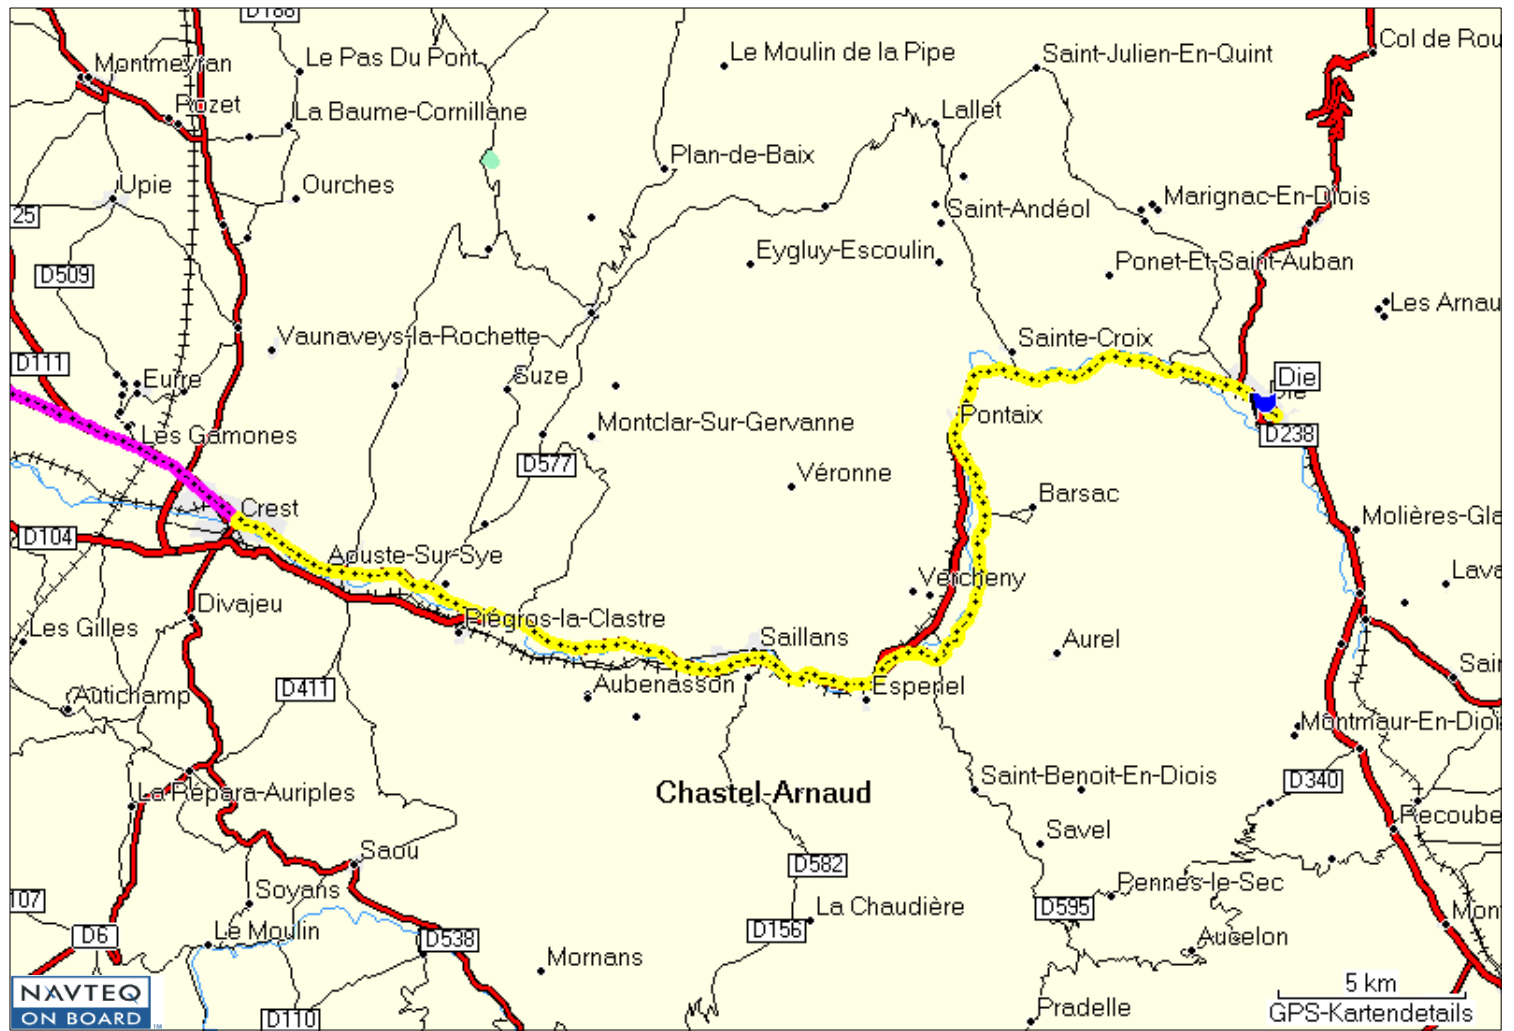 D188
Col de Rou
Montmeyran
Le Pas Du Pont
Le Moulin de la Pipe
Saint-Julien-En-Quint
Rozet
La Baume-Cornillane
Lallet
Plan-de-Baix
Upie
Ourches
Marignac-En-Diois
25
Saint-Andéol
D509
Eygluy-Escoulin
Ponet-Et-Saint-Auban
Les Arnau
Vaunaveys-la-Rochette
Sainte-Croix
D111
Eurre
Suze
Die
Die
Pontaix
Les Gamones
Montclar-Sur-Gervanne
D238
D577
Véronne
Barsac
Crest
Molières-Gla
D104
Aouste-Sur-Sye
Vercheny
Lava
Divajeu
Piégros-la-Clastre
Les Gilles
Saillans
Aurel
Sain
D411
Aubenasson
Espenel
Autichamp
Montmaur-En-Diois
Saint-Benoit-En-Diois
D340
La Répara-Auriples
Chastel-Arnaud
Recoube
Savel
Saou
D582
Soyans
Pennes-le-Sec
107
La Chaudière
D595
Mon
D6
Le Moulin
D538
D156
Aucelon
Mornans
NAVTEQ
ON BOARD
5 km
D110
Pradelle
GPS-Kartendetails